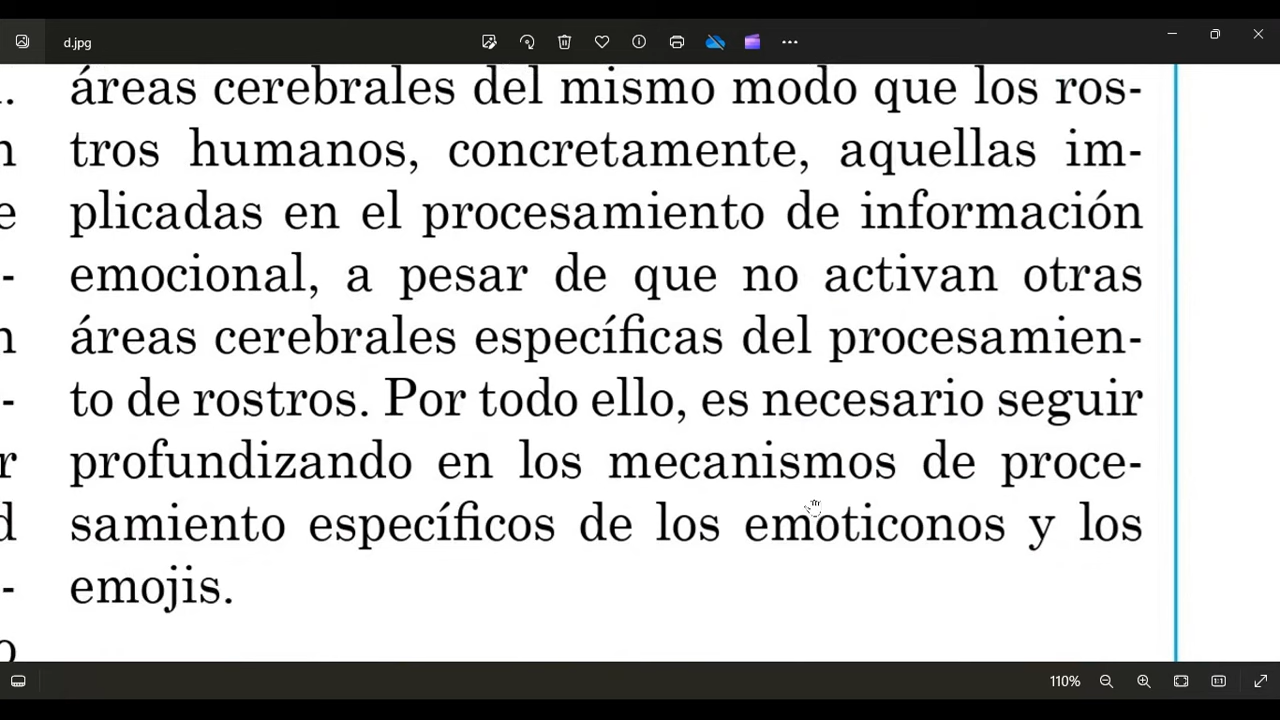 d.jpg
áreas cerebrales del mismo modo que los ros-
tros humanos, concretamente, aquellas im-
plicadas en el procesamiento de información
emocional, a pesar de que no activan otras
áreas cerebrales específicas del procesamien-
to de rostros. Por todo ello, es necesario seguir
profundizando en los mecanismos de proce-
samiento específicos de los emoticonos y los
emojis.
110%